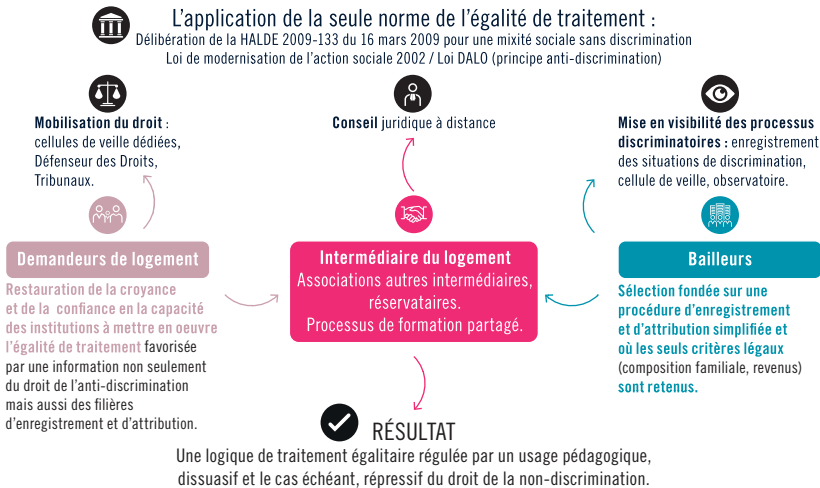 L'application de la seule norme de l'égalité de traitement :
Délibération de la HALDE 2009-133 du 16 mars 2009 pour une mixité sociale sans discrimination
Loi de modernisation de l'action sociale 2002 / Loi DALO (principe anti-discrimination)
Mobilisation du droit :
cellules de veille dédiées,
Défenseur des Droits,
Tribunaux.
Conseil juridique à distance
Mise en visibilité des processus
discriminatoires : enregistrement
des situations de discrimination,
cellule de veille, observatoire.
Demandeurs de logement
Restauration de la croyance
et de la confiance en la capacité
des institutions à mettre en oeuvre
l'égalité de traitement favorisée
par une information non seulement
du droit de l'anti-discrimination
mais aussi des filières
d'enregistrement et d'attribution.
Intermédiaire du logement
Associations autres intermédiaires,
réservataires.
Processus de formation partagé.
Bailleurs
Sélection fondée sur une
procédure d'enregistrement
et d'attribution simplifiée et
où les seuls critères légaux
(composition familiale, revenus)
sont retenus.
RÉSULTAT
Une logique de traitement égalitaire régulée par un usage pédagogique,
dissuasif et le cas échéant, répressif du droit de la non-discrimination.